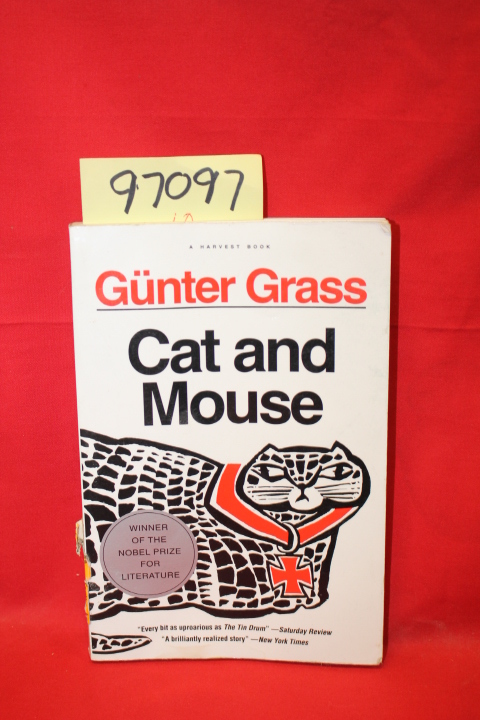 97097
A HARVEST BOOK
Günter Grass
Cat and
Mouse
WINNER
OF THE
NOBEL PRIZE
FOR
LITERATURE
"Every bit as uproarious as The Tin Drum" —Saturday Review
"A brilliantly realized story" —New York Times